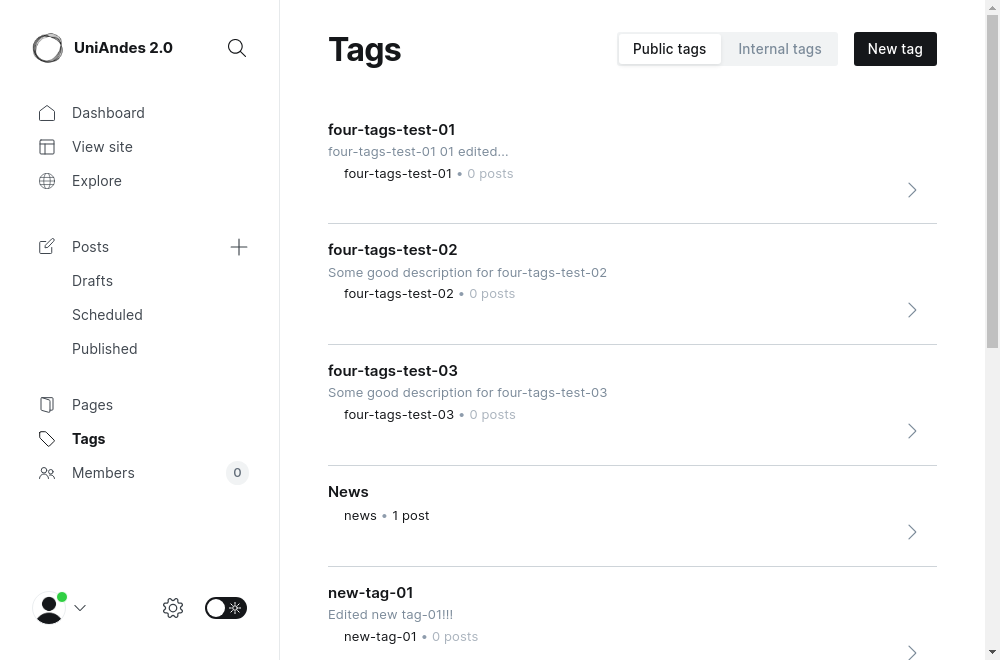 UniAndes 2.0
Dashboard
View site
Explore
Posts
Drafts
Scheduled
Published
Pages
Tags
Members 0
Tags
Public tags Internal tags New tag
four-tags-test-01
four-tags-test-01 01 edited...
four-tags-test-01 • 0 posts
four-tags-test-02
Some good description for four-tags-test-02
four-tags-test-02 • 0 posts
four-tags-test-03
Some good description for four-tags-test-03
four-tags-test-03 • 0 posts
News
news • 1 post
new-tag-01
Edited new tag-01!!!
new-tag-01 • 0 posts